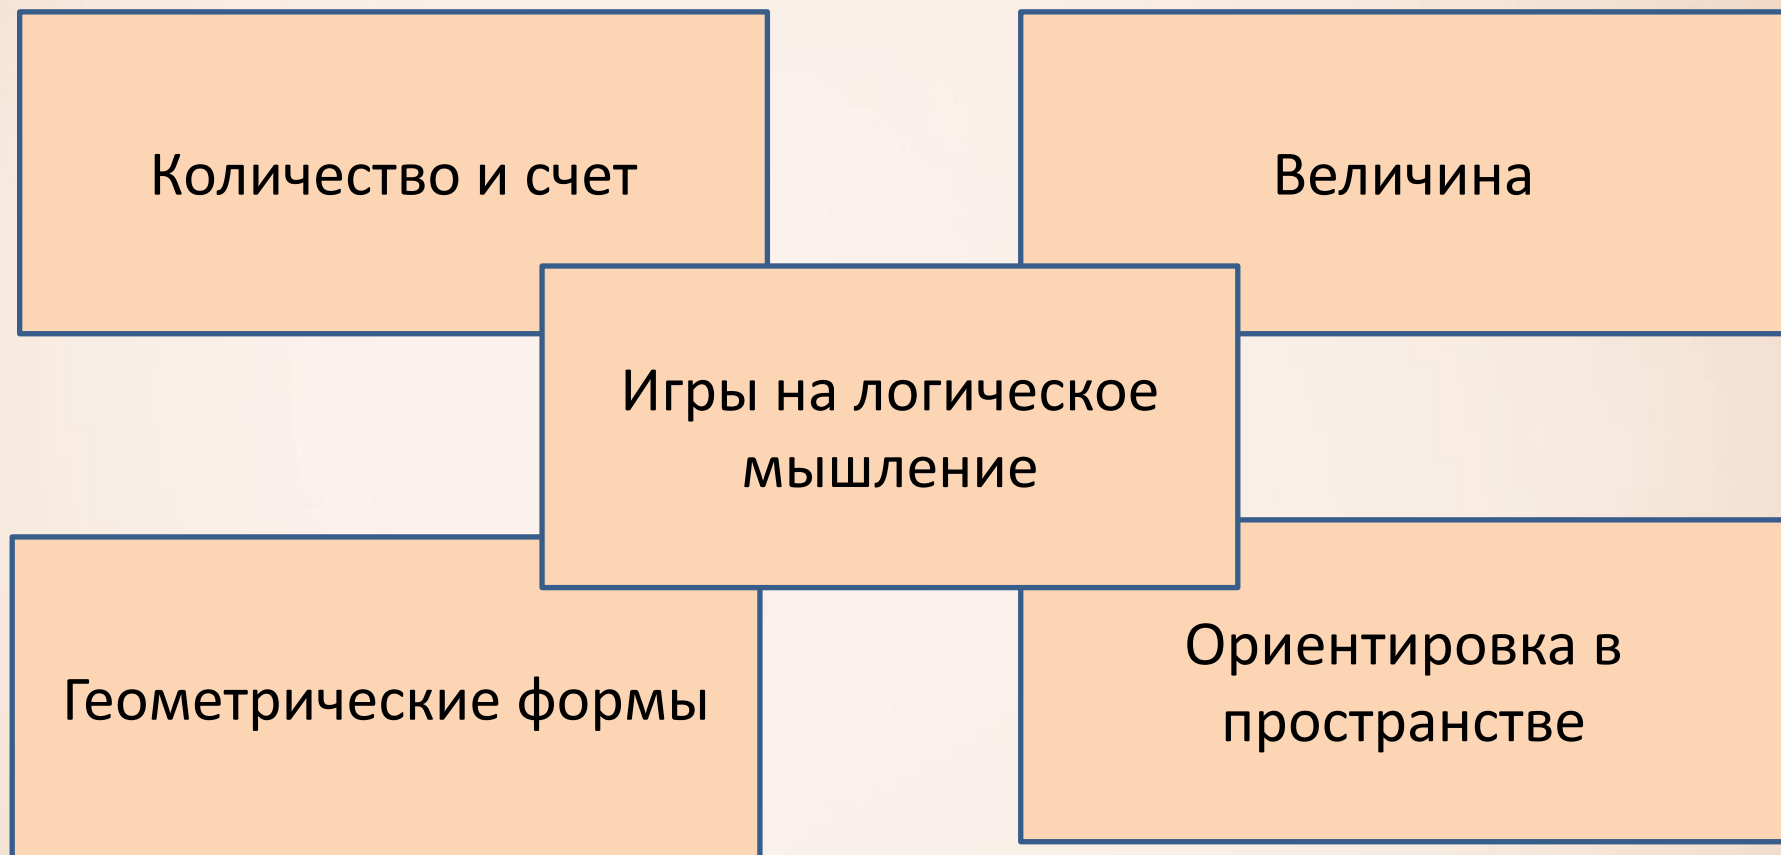 Количество и счет
Величина
Игры на логическое
мышление
Геометрические формы
Ориентировка в
пространстве